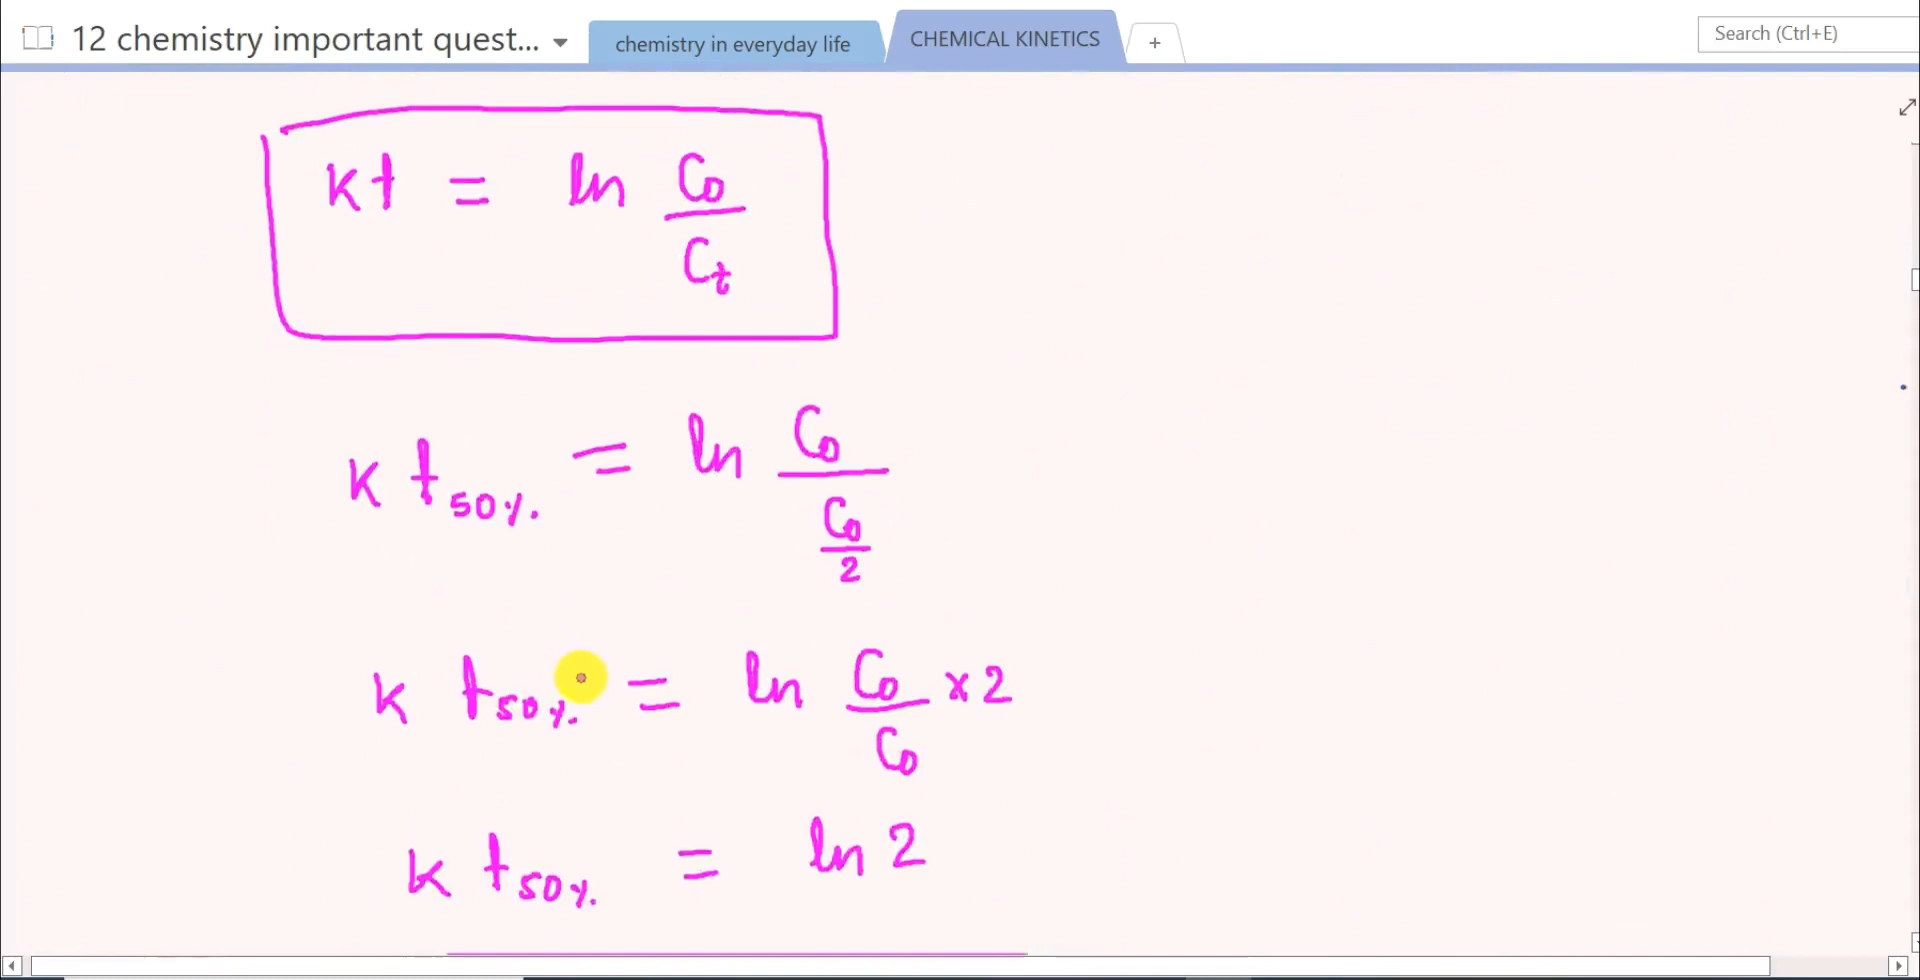 12 chemistry important quest...
chemistry in everyday life
CHEMICAL KINETICS
+
Search (Ctrl+E)
kt = ln C₀/Cₜ
k t₅₀% = ln C₀/(C₀/2)
k t₅₀% = ln C₀/C₀ × 2
k t₅₀% = ln 2